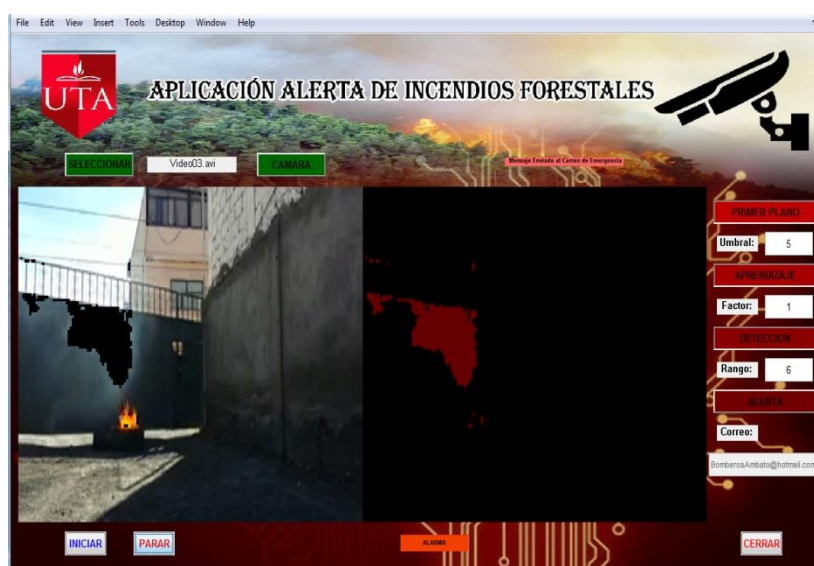 File Edit View Insert Tools Desktop Window Help
UTA
APLICACIÓN ALERTA DE INCENDIOS FORESTALES
SELECCIONAR
Video03.avi
CAMARA
Mensaje Enviado al Correo de Emergencia
PRIMER PLANO
Umbral: 5
APRENDIZAJE
Factor: 1
DETECCION
Rango: 6
ALERTA
Correo:
BomberosAmbato@hotmail.com
INICIAR
PARAR
ALARMA
CERRAR